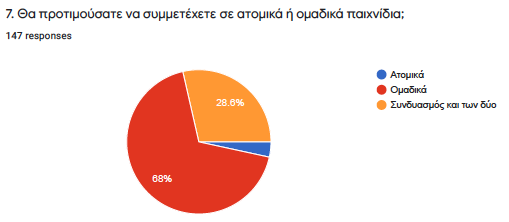 7. Θα προτιμούσατε να συμμετέχετε σε ατομικά ή ομαδικά παιχνίδια;
147 responses
Ατομικά
Ομαδικά
Συνδυασμός και των δύο
28.6%
68%